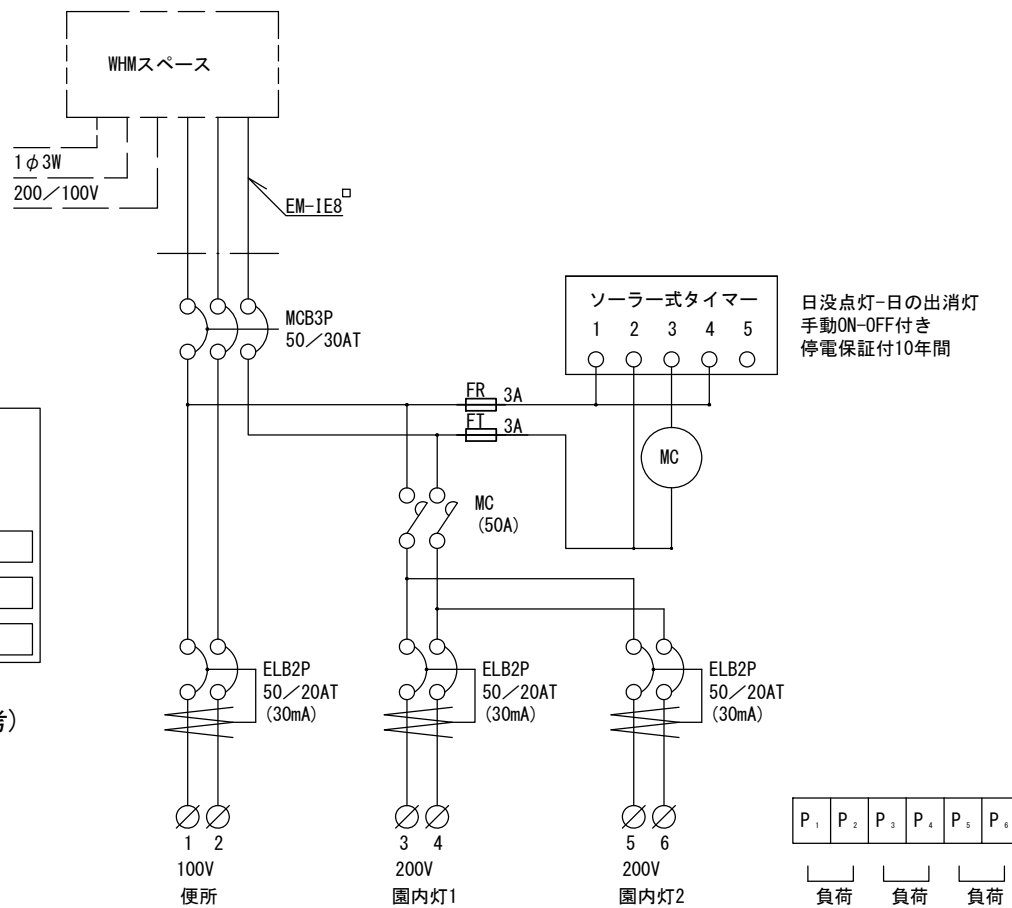 WHMスペース
1φ3W
200／100V
EM-IE8□
MCB3P
50／30AT
ソーラー式タイマー
1 2 3 4 5
日没点灯-日の出消灯
手動ON-OFF付き
停電保証付10年間
FR 3A
FT 3A
MC
MC
(50A)
ELB2P
50／20AT
(30mA)
ELB2P
50／20AT
(30mA)
ELB2P
50／20AT
(30mA)
考)
1 2
100V
便所
3 4
200V
園内灯1
5 6
200V
園内灯2
P1 P2 P3 P4 P5 P6
負荷 負荷 負荷